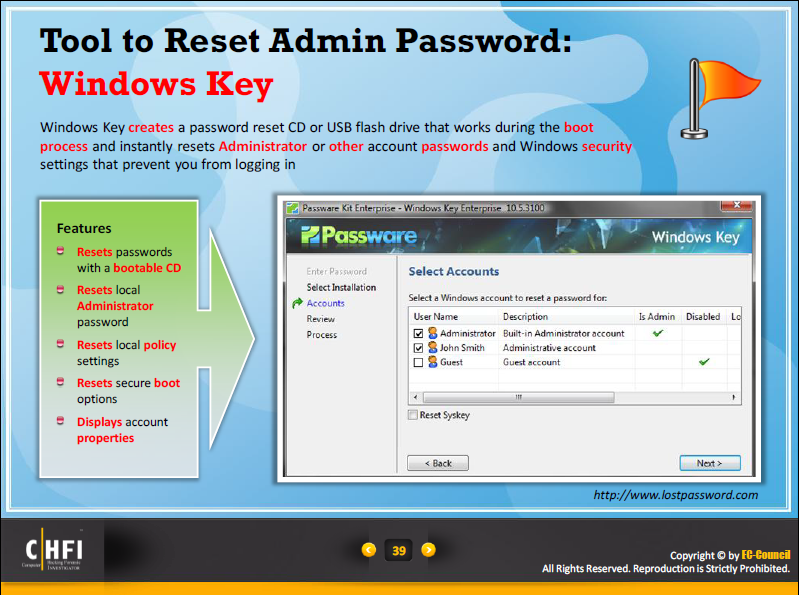 Tool to Reset Admin Password:
Windows Key
Windows Key creates a password reset CD or USB flash drive that works during the boot
process and instantly resets Administrator or other account passwords and Windows security
settings that prevent you from logging in
Features
Resets passwords
with a bootable CD
Resets local
Administrator
password
Resets local policy
settings
Resets secure boot
options
Displays account
properties
Passware Kit Enterprise - Windows Key Enterprise 10.5.3100
Passware
Windows Key
Enter Password
Select Installation
Accounts
Review
Process
Select Accounts
Select a Windows account to reset a password for:
User Name Description Is Admin Disabled Lo
Administrator Built-in Administrator account
John Smith Administrative account
Guest Guest account
Reset Syskey
< Back
Next >
http://www.lostpassword.com
CHFI
Computer Hacking Forensic
INVESTIGATOR
39
Copyright © by EC-Council
All Rights Reserved. Reproduction is Strictly Prohibited.